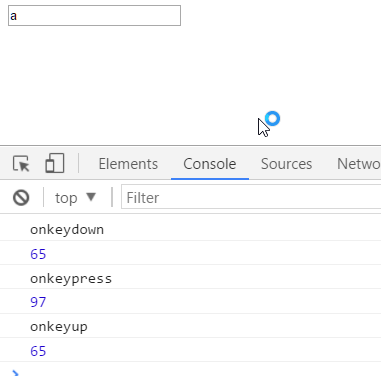 a
Elements Console Sources Netwo
top ▼ Filter
onkeydown
65
onkeypress
97
onkeyup
65